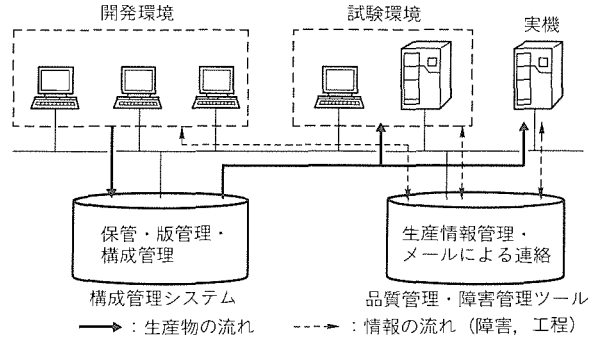 開発環境
試験環境
実機
保管・版管理・
構成管理
生産情報管理・
メールによる連絡
構成管理システム
品質管理・障害管理ツール
：生産物の流れ
：情報の流れ（障害，工程）